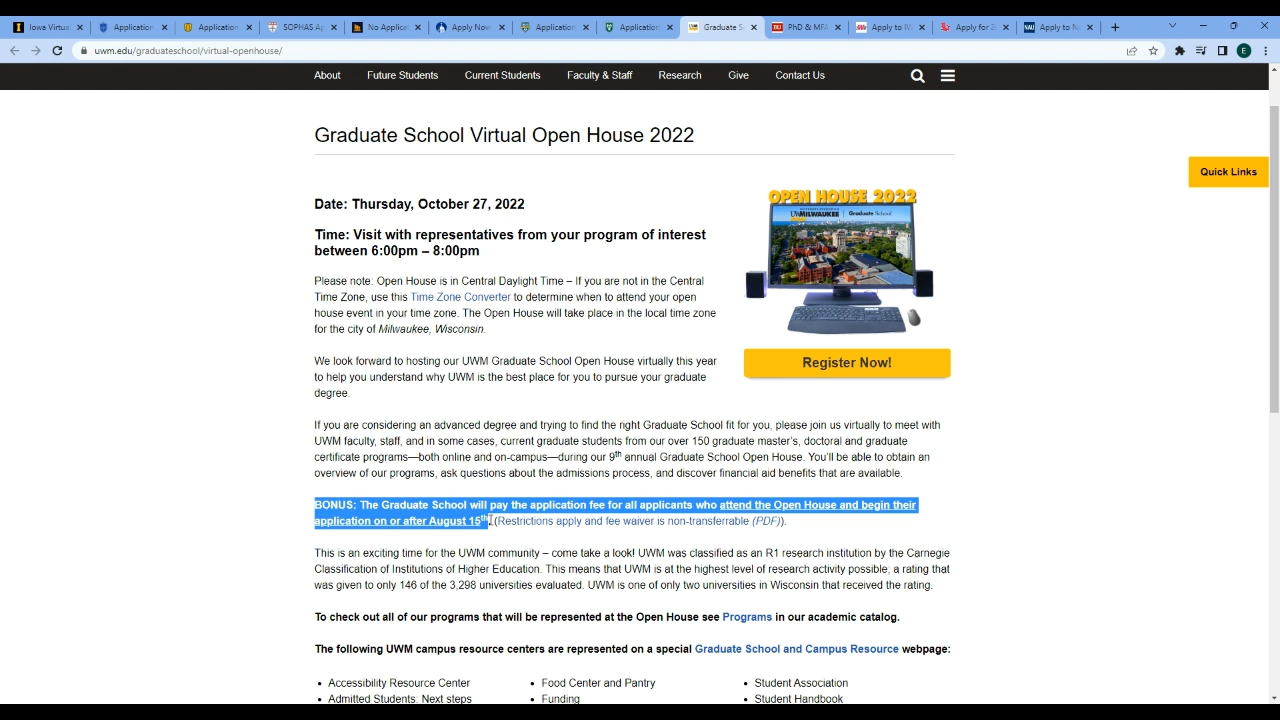 Iowa Virtu
Application
Application
SOPHAS Ap
No Applicati
Apply Now
Application
Application
Graduate S
PhD & MFA
Apply to IW
Apply for 2
Apply to No
uwm.edu/graduateschool/virtual-openhouse/
E
About Future Students Current Students Faculty & Staff Research Give Contact Us
Graduate School Virtual Open House 2022
Quick Links
Date: Thursday, October 27, 2022
Time: Visit with representatives from your program of interest
between 6:00pm – 8:00pm
OPEN HOUSE 2022
UWMILWAUKEE Graduate School
Please note: Open House is in Central Daylight Time – If you are not in the Central
Time Zone, use this Time Zone Converter to determine when to attend your open
house event in your time zone. The Open House will take place in the local time zone
for the city of Milwaukee, Wisconsin.
We look forward to hosting our UWM Graduate School Open House virtually this year
to help you understand why UWM is the best place for you to pursue your graduate
degree.
Register Now!
If you are considering an advanced degree and trying to find the right Graduate School fit for you, please join us virtually to meet with
UWM faculty, staff, and in some cases, current graduate students from our over 150 graduate master's, doctoral and graduate
certificate programs—both online and on-campus—during our 9th annual Graduate School Open House. You'll be able to obtain an
overview of our programs, ask questions about the admissions process, and discover financial aid benefits that are available.
BONUS: The Graduate School will pay the application fee for all applicants who attend the Open House and begin their
application on or after August 15th. (Restrictions apply and fee waiver is non-transferrable (PDF)).
This is an exciting time for the UWM community – come take a look! UWM was classified as an R1 research institution by the Carnegie
Classification of Institutions of Higher Education. This means that UWM is at the highest level of research activity possible, a rating that
was given to only 146 of the 3,298 universities evaluated. UWM is one of only two universities in Wisconsin that received the rating.
To check out all of our programs that will be represented at the Open House see Programs in our academic catalog.
The following UWM campus resource centers are represented on a special Graduate School and Campus Resource webpage:
• Accessibility Resource Center
• Admitted Students: Next steps
• Food Center and Pantry
• Funding
• Student Association
• Student Handbook